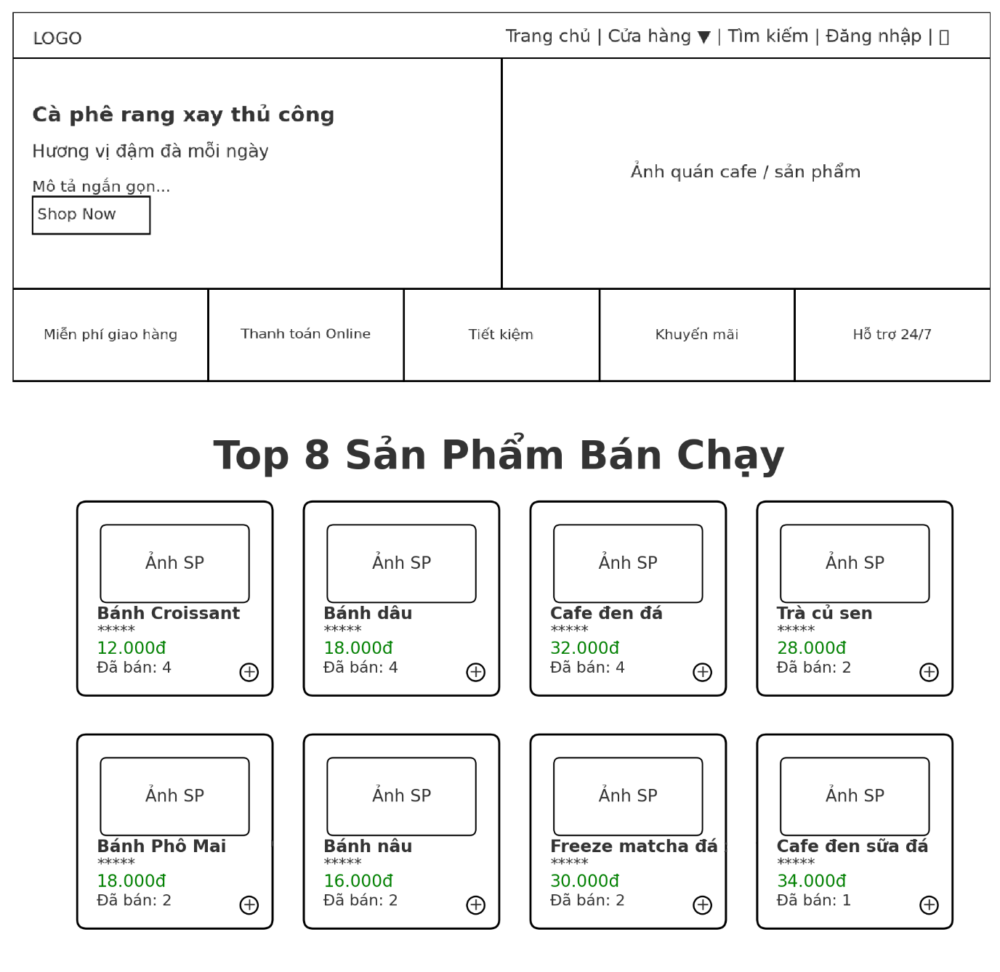 LOGO
Trang chủ | Cửa hàng ▼ | Tìm kiếm | Đăng nhập |
Cà phê rang xay thủ công
Hương vị đậm đà mỗi ngày
Mô tả ngắn gọn...
Shop Now
Ảnh quán cafe / sản phẩm
Miễn phí giao hàng
Thanh toán Online
Tiết kiệm
Khuyến mãi
Hỗ trợ 24/7
Top 8 Sản Phẩm Bán Chạy
Ảnh SP
Bánh Croissant
*****
12.000đ
Đã bán: 4
+
Ảnh SP
Bánh dâu
*****
18.000đ
Đã bán: 4
+
Ảnh SP
Cafe đen đá
*****
32.000đ
Đã bán: 4
+
Ảnh SP
Trà củ sen
*****
28.000đ
Đã bán: 2
+
Ảnh SP
Bánh Phô Mai
*****
18.000đ
Đã bán: 2
+
Ảnh SP
Bánh nâu
*****
16.000đ
Đã bán: 2
+
Ảnh SP
Freeze matcha đá
*****
30.000đ
Đã bán: 2
+
Ảnh SP
Cafe đen sữa đá
*****
34.000đ
Đã bán: 1
+